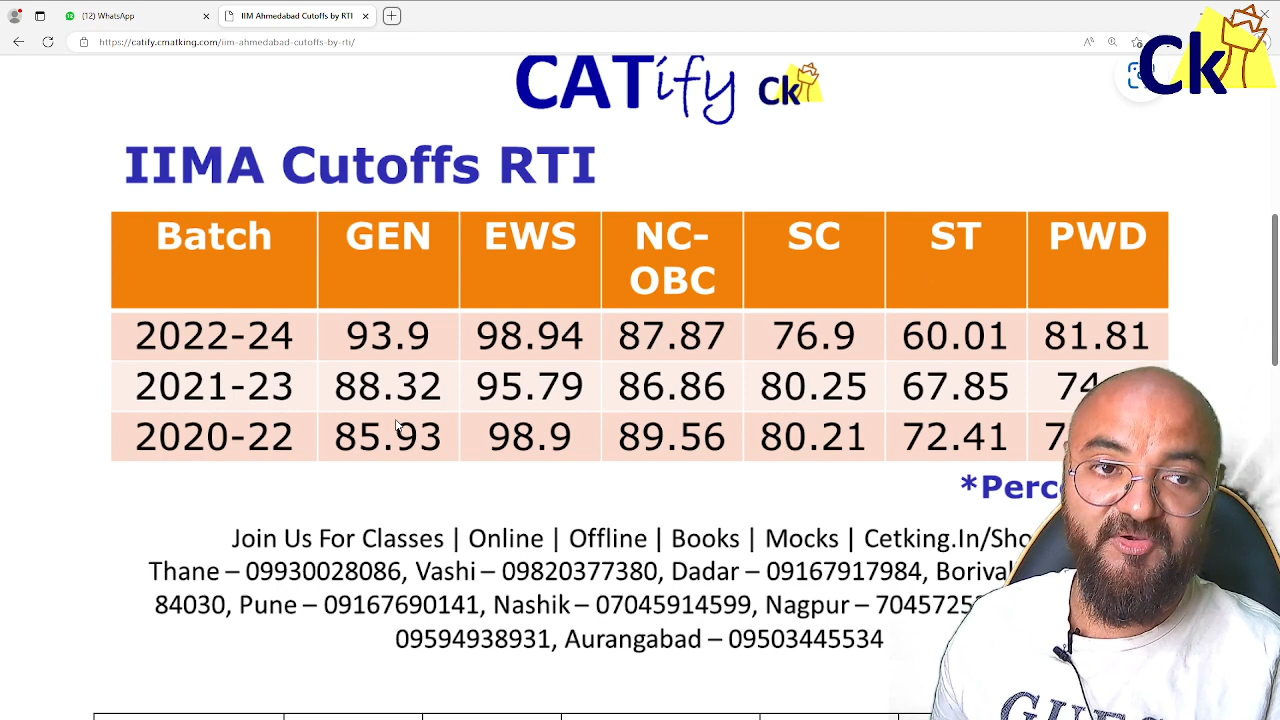 (12) WhatsApp
IIM Ahmedabad Cutoffs by RTI
https://catify.cmatking.com/iim-ahmedabad-cutoffs-by-rti/
Ck
CATify Ck
IIMA Cutoffs RTI
Batch GEN EWS NC-OBC SC ST PWD
2022-24 93.9 98.94 87.87 76.9 60.01 81.81
2021-23 88.32 95.79 86.86 80.25 67.85
2020-22 85.93 98.9 89.56 80.21 72.41
Join Us For Classes | Online | Offline | Books | Mocks |
Thane – 09930028086, Vashi – 09820377380, Dadar – 09167917984,
84030, Pune – 09167690141, Nashik – 07045914599, Nagpur –
09594938931, Aurangabad – 09503445534